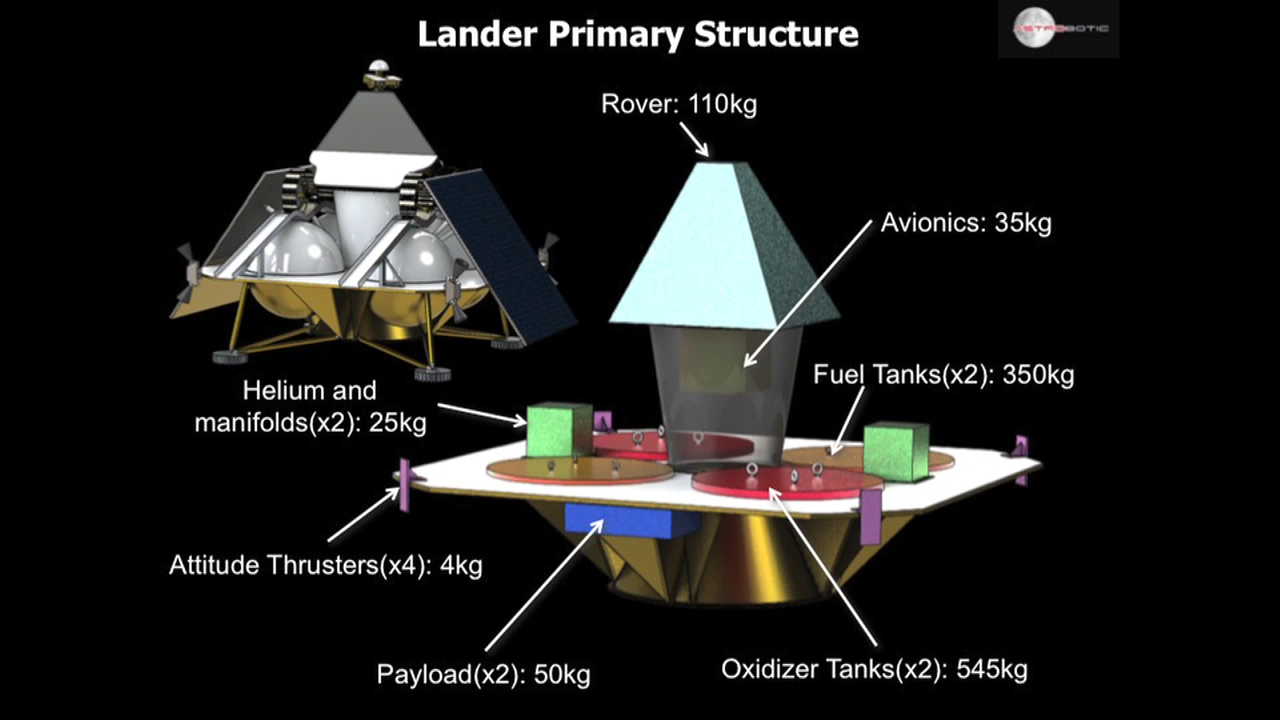 Lander Primary Structure
ASTROBOTIC
Rover: 110kg
Avionics: 35kg
Fuel Tanks(x2): 350kg
Helium and
manifolds(x2): 25kg
Attitude Thrusters(x4): 4kg
Payload(x2): 50kg
Oxidizer Tanks(x2): 545kg